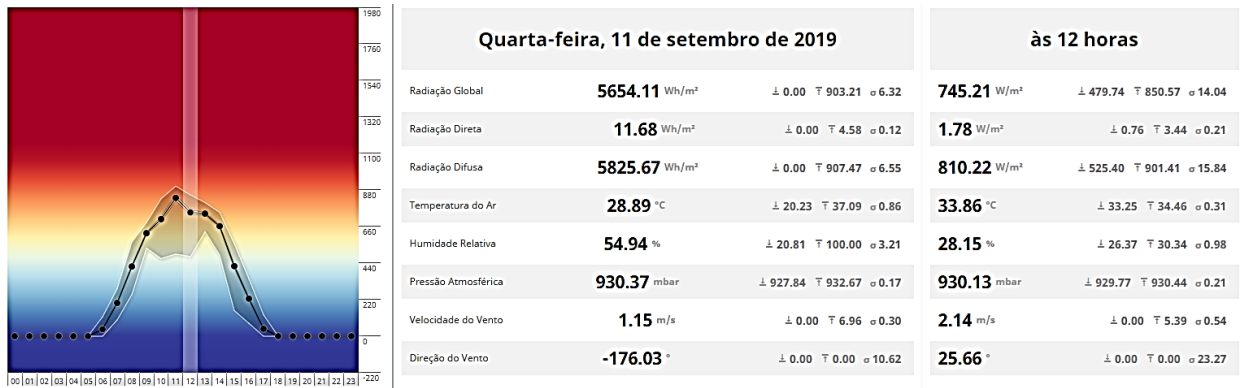 1980
1760
1540
1320
1100
880
660
440
220
0
-220
00 01 02 03 04 05 06 07 08 09 10 11 12 13 14 15 16 17 18 19 20 21 22 23
Quarta-feira, 11 de setembro de 2019 às 12 horas
Radiação Global 5654.11 Wh/m² ⤓ 0.00 ⤒ 903.21 σ 6.32 745.21 W/m² ⤓ 479.74 ⤒ 850.57 σ 14.04
Radiação Direta 11.68 Wh/m² ⤓ 0.00 ⤒ 4.58 σ 0.12 1.78 W/m² ⤓ 0.76 ⤒ 3.44 σ 0.21
Radiação Difusa 5825.67 Wh/m² ⤓ 0.00 ⤒ 907.47 σ 6.55 810.22 W/m² ⤓ 525.40 ⤒ 901.41 σ 15.84
Temperatura do Ar 28.89 °C ⤓ 20.23 ⤒ 37.09 σ 0.86 33.86 °C ⤓ 33.25 ⤒ 34.46 σ 0.31
Humidade Relativa 54.94 % ⤓ 20.81 ⤒ 100.00 σ 3.21 28.15 % ⤓ 26.37 ⤒ 30.34 σ 0.98
Pressão Atmosférica 930.37 mbar ⤓ 927.84 ⤒ 932.67 σ 0.17 930.13 mbar ⤓ 929.77 ⤒ 930.44 σ 0.21
Velocidade do Vento 1.15 m/s ⤓ 0.00 ⤒ 6.96 σ 0.30 2.14 m/s ⤓ 0.00 ⤒ 5.39 σ 0.54
Direção do Vento -176.03 ° ⤓ 0.00 ⤒ 0.00 σ 10.62 25.66 ° ⤓ 0.00 ⤒ 0.00 σ 23.27